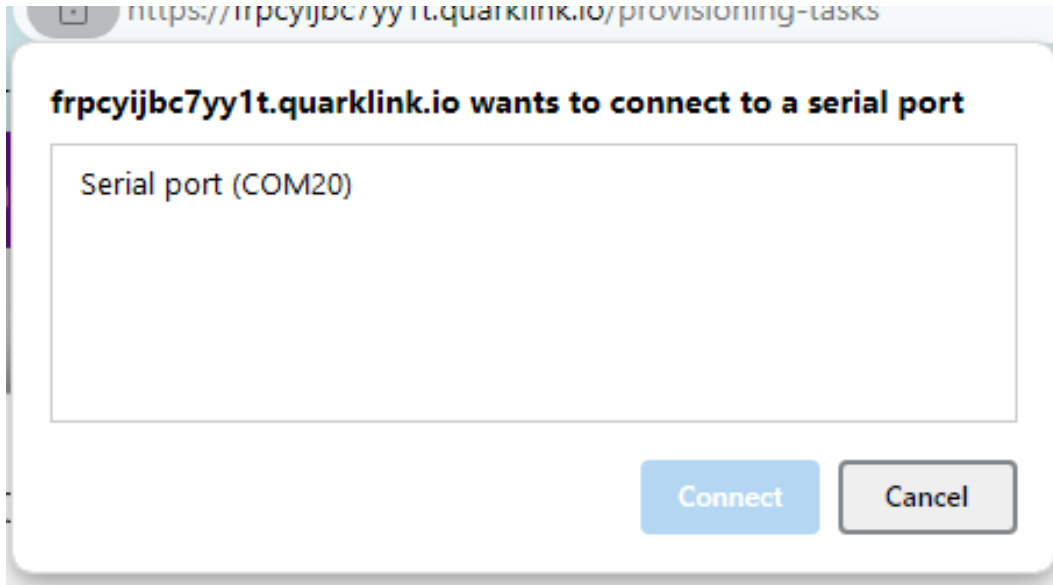 https://frpcyijbc7yy1t.quarklink.io/provisioning-tasks
frpcyijbc7yy1t.quarklink.io wants to connect to a serial port
Serial port (COM20)
Connect
Cancel